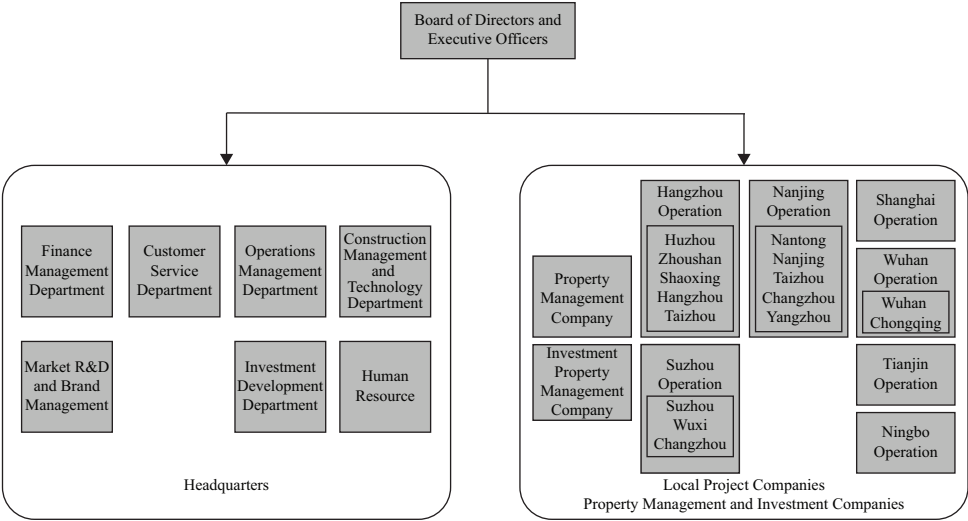 Board of Directors and
Executive Officers
Finance
Management
Department
Customer
Service
Department
Operations
Management
Department
Construction
Management
and
Technology
Department
Market R&D
and Brand
Management
Investment
Development
Department
Human
Resource
Headquarters
Property
Management
Company
Investment
Property
Management
Company
Hangzhou
Operation
Huzhou
Zhoushan
Shaoxing
Hangzhou
Taizhou
Suzhou
Operation
Suzhou
Wuxi
Changzhou
Nanjing
Operation
Nantong
Nanjing
Taizhou
Changzhou
Yangzhou
Shanghai
Operation
Wuhan
Operation
Wuhan
Chongqing
Tianjin
Operation
Ningbo
Operation
Local Project Companies
Property Management and Investment Companies